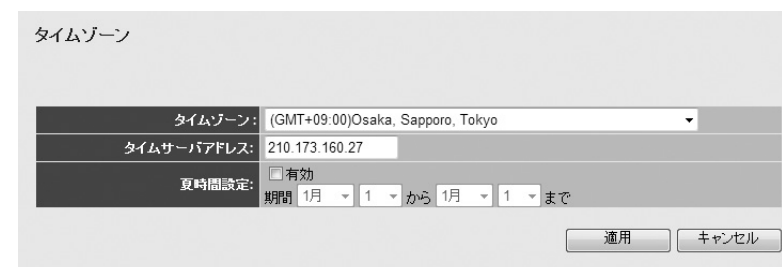 タイムゾーン
タイムゾーン: (GMT+09:00)Osaka, Sapporo, Tokyo
タイムサーバアドレス: 210.173.160.27
夏時間設定: 有効
期間 1月 1 から 1月 1 まで
適用 キャンセル